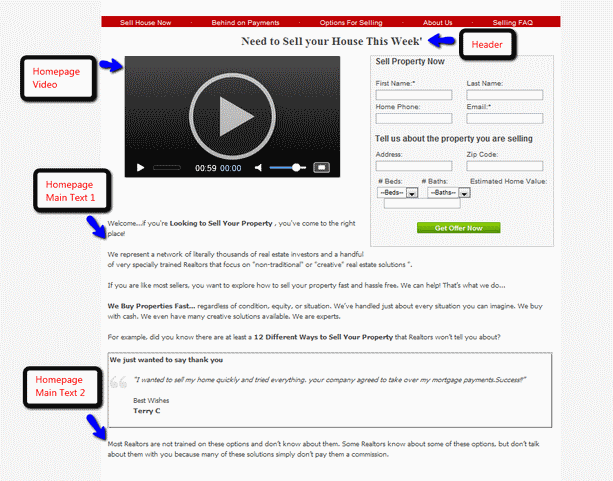 Sell House Now · Behind on Payments · Options For Selling · About Us · Selling FAQ
Need to Sell your House This Week'
Header
Homepage
Video
00:59 00:00
Sell Property Now
First Name:* Last Name:
Home Phone: Email:*
Tell us about the property you are selling
Address: Zip Code:
# Beds: # Baths: Estimated Home Value:
--Beds-- --Baths--
Get Offer Now
Homepage
Main Text 1
Welcome...if you're Looking to Sell Your Property , you've come to the right
place!
We represent a network of literally thousands of real estate investors and a handful
of very specially trained Realtors that focus on "non-traditional" or "creative" real estate solutions ".
If you are like most sellers, you want to explore how to sell your property fast and hassle free. We can help! That's what we do...
We Buy Properties Fast... regardless of condition, equity, or situation. We've handled just about every situation you can imagine. We buy
with cash. We even have many creative solutions available. We are experts.
For example, did you know there are at least a 12 Different Ways to Sell Your Property that Realtors won't tell you about?
We just wanted to say thank you
"I wanted to sell my home quickly and tried everything. your company agreed to take over my mortgage payments.Success!!"
Best Wishes
Terry C
Homepage
Main Text 2
Most Realtors are not trained on these options and don't know about them. Some Realtors know about some of these options, but don't talk
about them with you because many of these solutions simply don't pay them a commission.